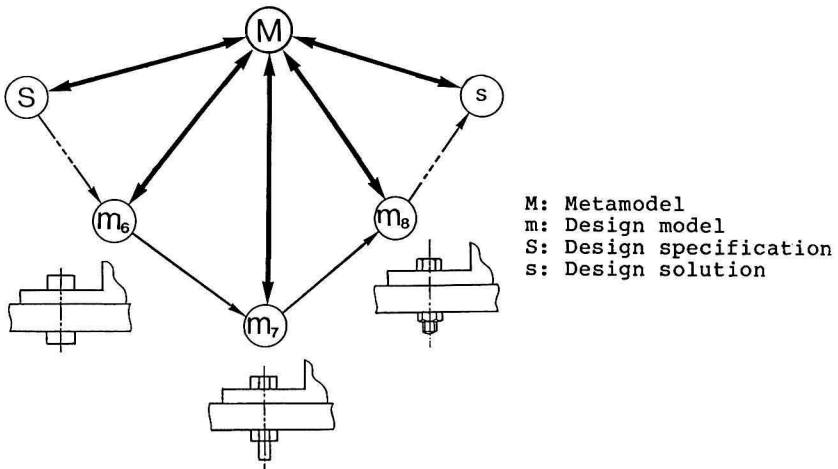 M
S
s
m6
m8
m7
M: Metamodel
m: Design model
S: Design specification
s: Design solution